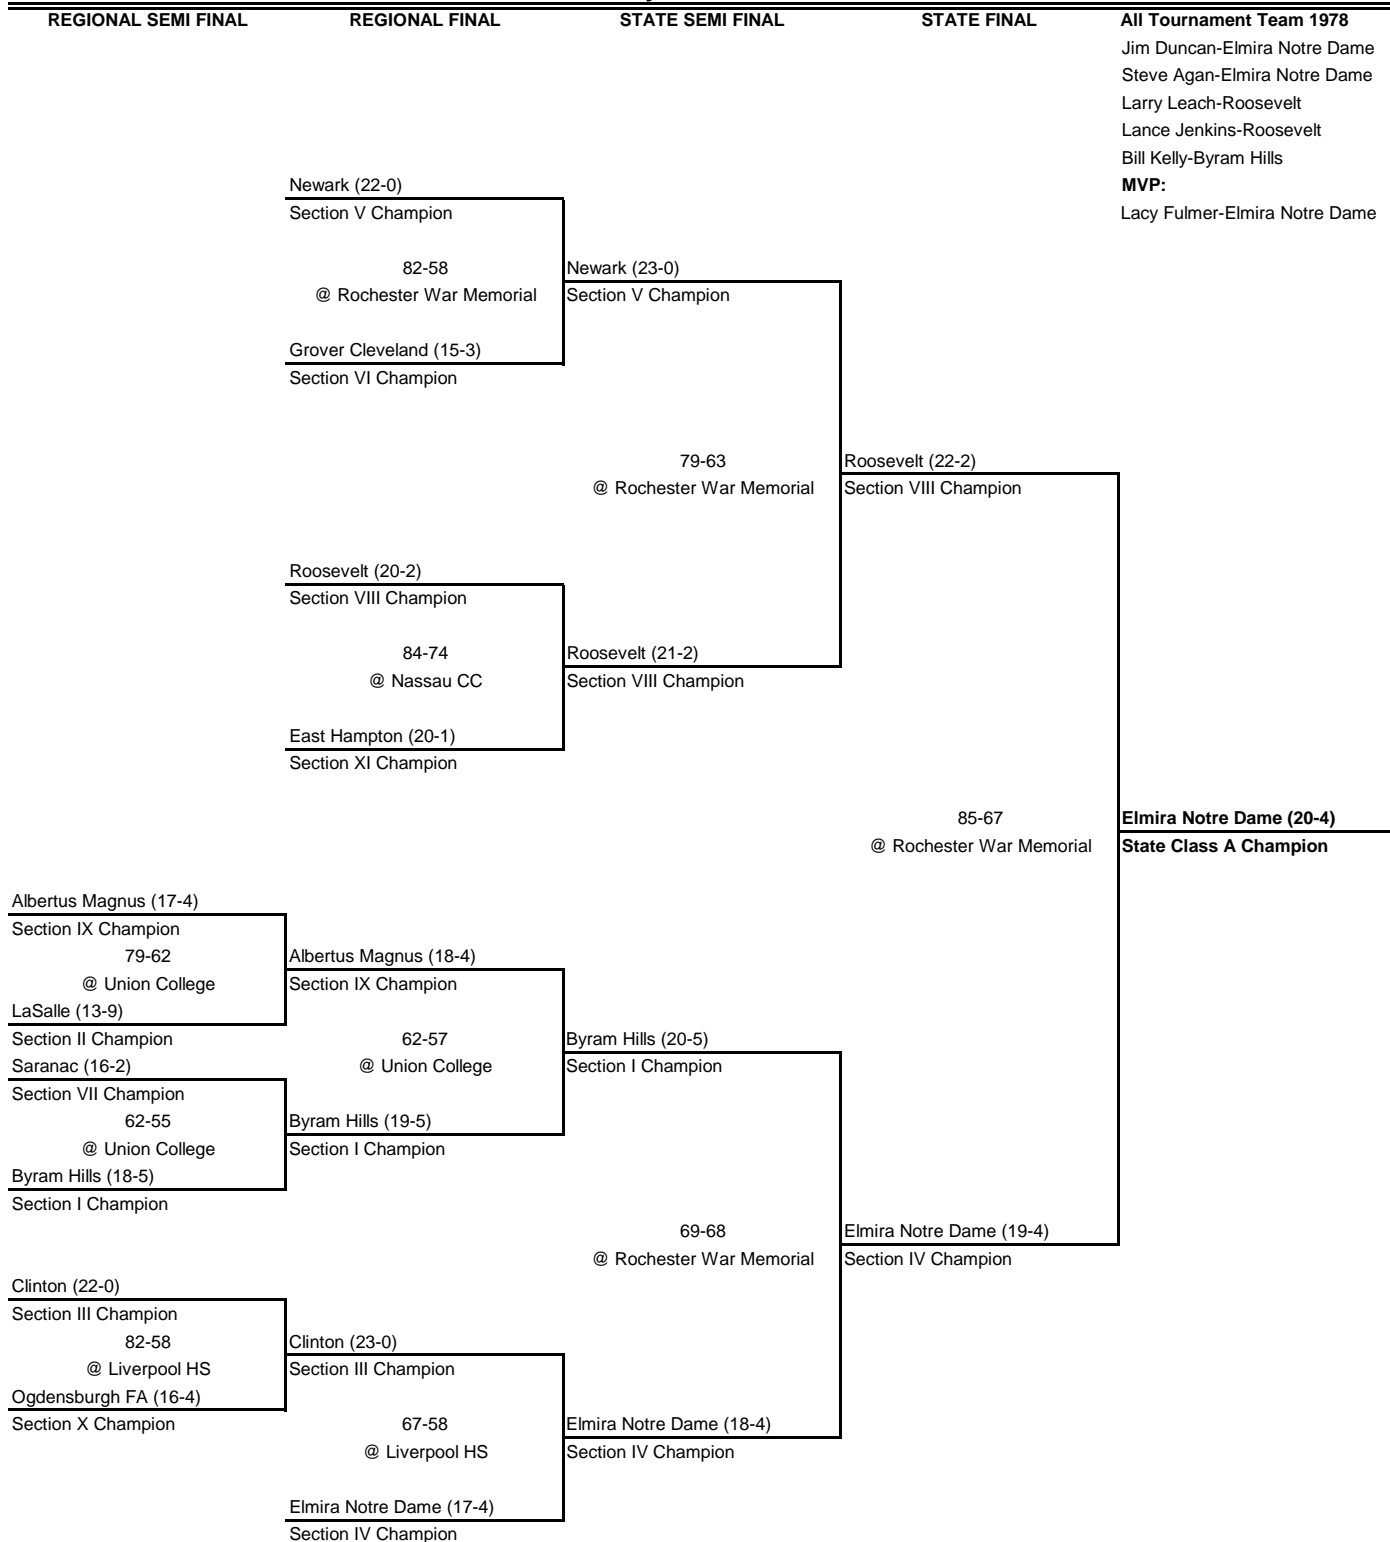 REGIONAL SEMI FINAL REGIONAL FINAL STATE SEMI FINAL STATE FINAL All Tournament Team 1978
Jim Duncan-Elmira Notre Dame
Steve Agan-Elmira Notre Dame
Larry Leach-Roosevelt
Lance Jenkins-Roosevelt
Bill Kelly-Byram Hills
Newark (22-0) MVP:
Section V Champion Lacy Fulmer-Elmira Notre Dame
82-58 Newark (23-0)
@ Rochester War Memorial Section V Champion
Grover Cleveland (15-3)
Section VI Champion
79-63 Roosevelt (22-2)
@ Rochester War Memorial Section VIII Champion
Roosevelt (20-2)
Section VIII Champion
84-74 Roosevelt (21-2)
@ Nassau CC Section VIII Champion
East Hampton (20-1)
Section XI Champion
85-67 Elmira Notre Dame (20-4)
@ Rochester War Memorial State Class A Champion
Albertus Magnus (17-4)
Section IX Champion
79-62 Albertus Magnus (18-4)
@ Union College Section IX Champion
LaSalle (13-9)
Section II Champion 62-57 Byram Hills (20-5)
Saranac (16-2) @ Union College Section I Champion
Section VII Champion
62-55 Byram Hills (19-5)
@ Union College Section I Champion
Byram Hills (18-5)
Section I Champion
69-68 Elmira Notre Dame (19-4)
@ Rochester War Memorial Section IV Champion
Clinton (22-0)
Section III Champion
82-58 Clinton (23-0)
@ Liverpool HS Section III Champion
Ogdensburgh FA (16-4)
Section X Champion 67-58 Elmira Notre Dame (18-4)
@ Liverpool HS Section IV Champion
Elmira Notre Dame (17-4)
Section IV Champion